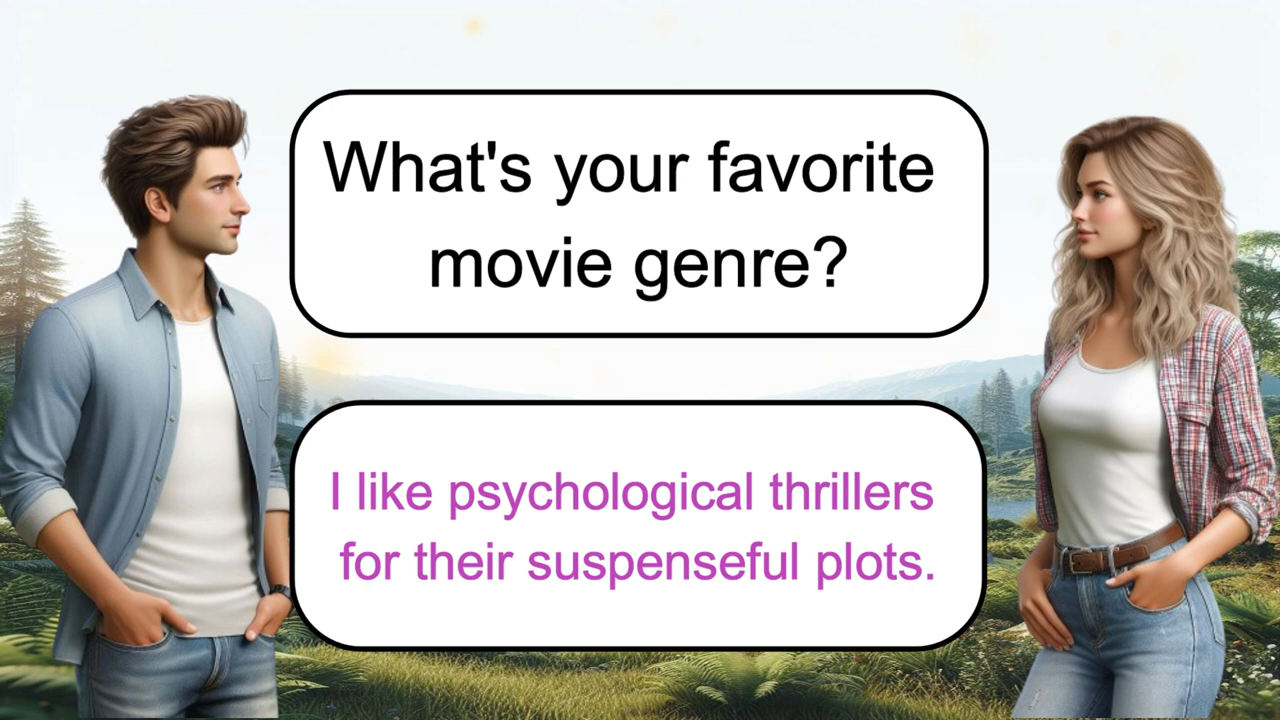 What's your favorite
movie genre?
I like psychological thrillers
for their suspenseful plots.